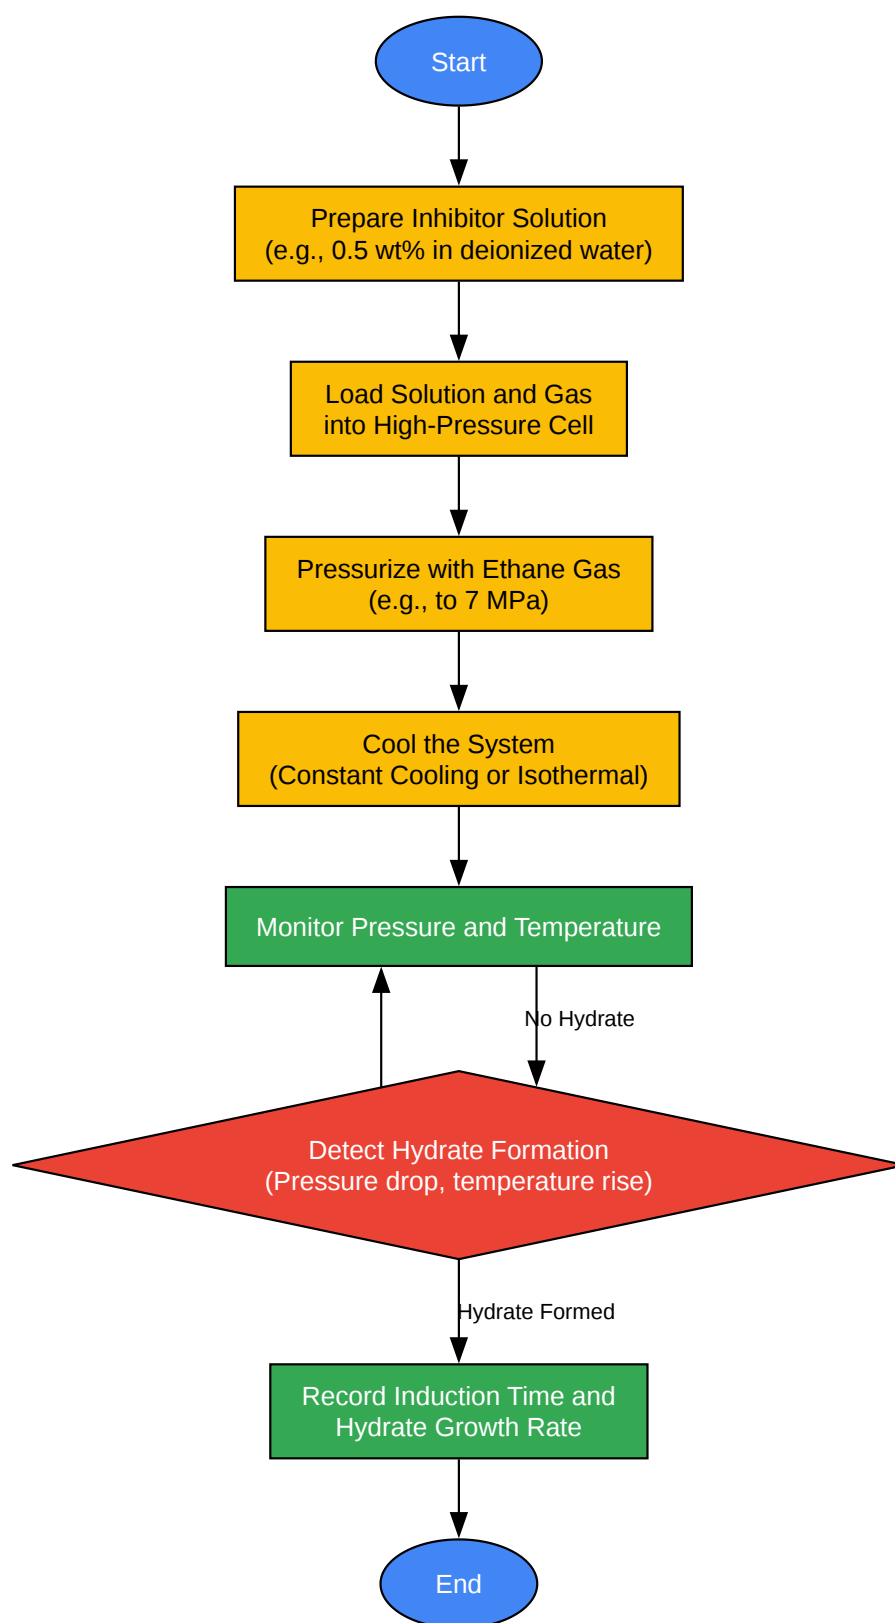 Start
Prepare Inhibitor Solution
(e.g., 0.5 wt% in deionized water)
Load Solution and Gas
into High-Pressure Cell
Pressurize with Ethane Gas
(e.g., to 7 MPa)
Cool the System
(Constant Cooling or Isothermal)
Monitor Pressure and Temperature
No Hydrate
Detect Hydrate Formation
(Pressure drop, temperature rise)
Hydrate Formed
Record Induction Time and
Hydrate Growth Rate
End